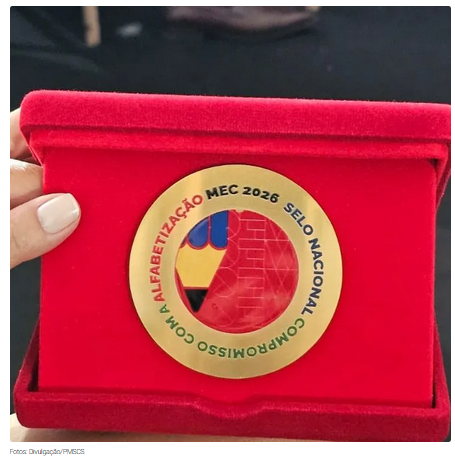 SELO NACIONAL COMPROMISSO COM A ALFABETIZAÇÃO MEC 2026
Fotos: Divulgação/PMSCS